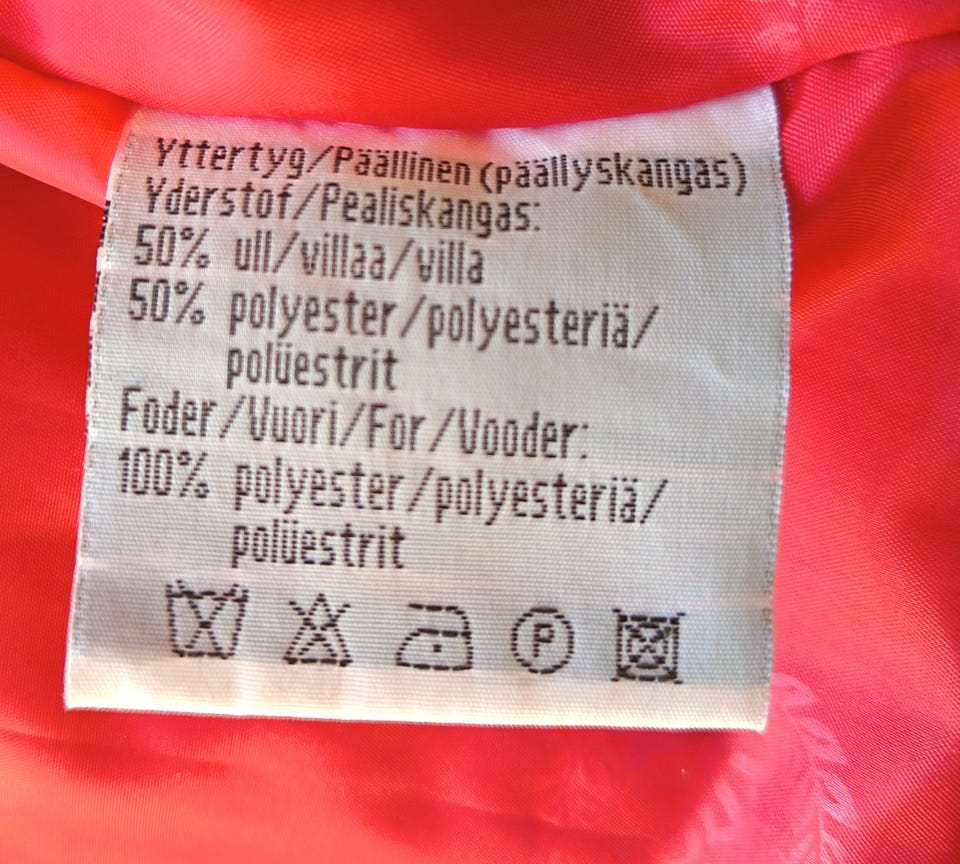 Yttertyg/Päällinen (päällyskangas)
Yderstof/Pealiskangas:
50% ull/villaa/villa
50% polyester/polyesteriä/
polüestrit
Foder/Vuori/For/Vooder:
100% polyester/polyesteriä/
polüestrit
P